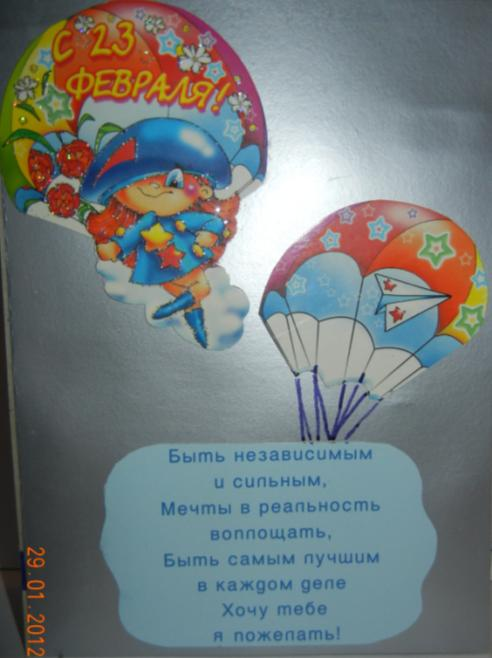 С 23
ФЕВРАЛЯ!
Быть независимым
и сильным,
Мечты в реальность
воплощать,
Быть самым лучшим
в каждом деле
Хочу тебе
я пожелать!
29.01.2012